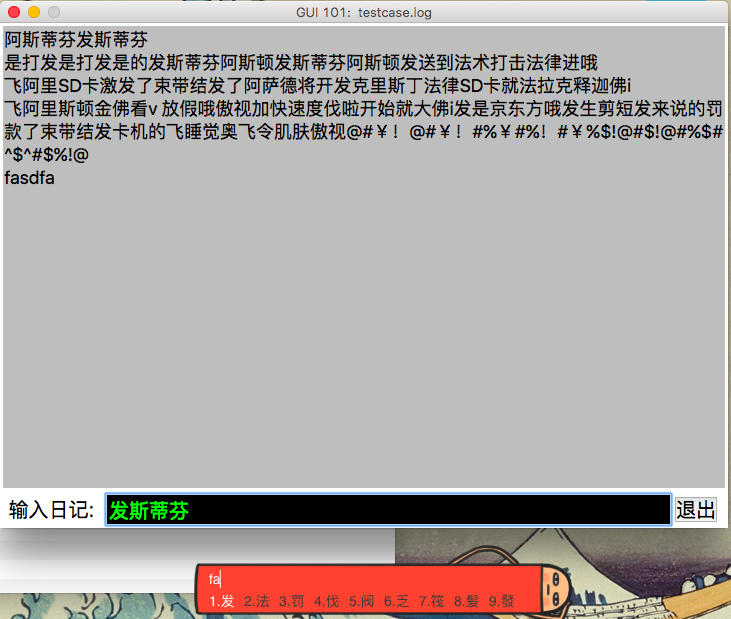 GUI 101: testcase.log
阿斯蒂芬发斯蒂芬
是打发是打发是的发斯蒂芬阿斯顿发斯蒂芬阿斯顿发送到法术打击法律进哦
飞阿里SD卡激发了束带结发了阿萨德将开发克里斯丁法律SD卡就法拉克释迦佛i
飞阿里斯顿金佛看v 放假哦傲视加快速度伐啦开始就大佛i发是京东方哦发生剪短发来说的罚
款了束带结发卡机的飞睡觉奥飞令肌肤傲视@#￥！@#￥！#%￥#%！#￥%$!@#$!@#%$#
^$^#$%!@
fasdfa
输入日记: 发斯蒂芬 退出
fa
1.发 2.法 3.罚 4.伐 5.阀 6.乏 7.筏 8.髪 9.發